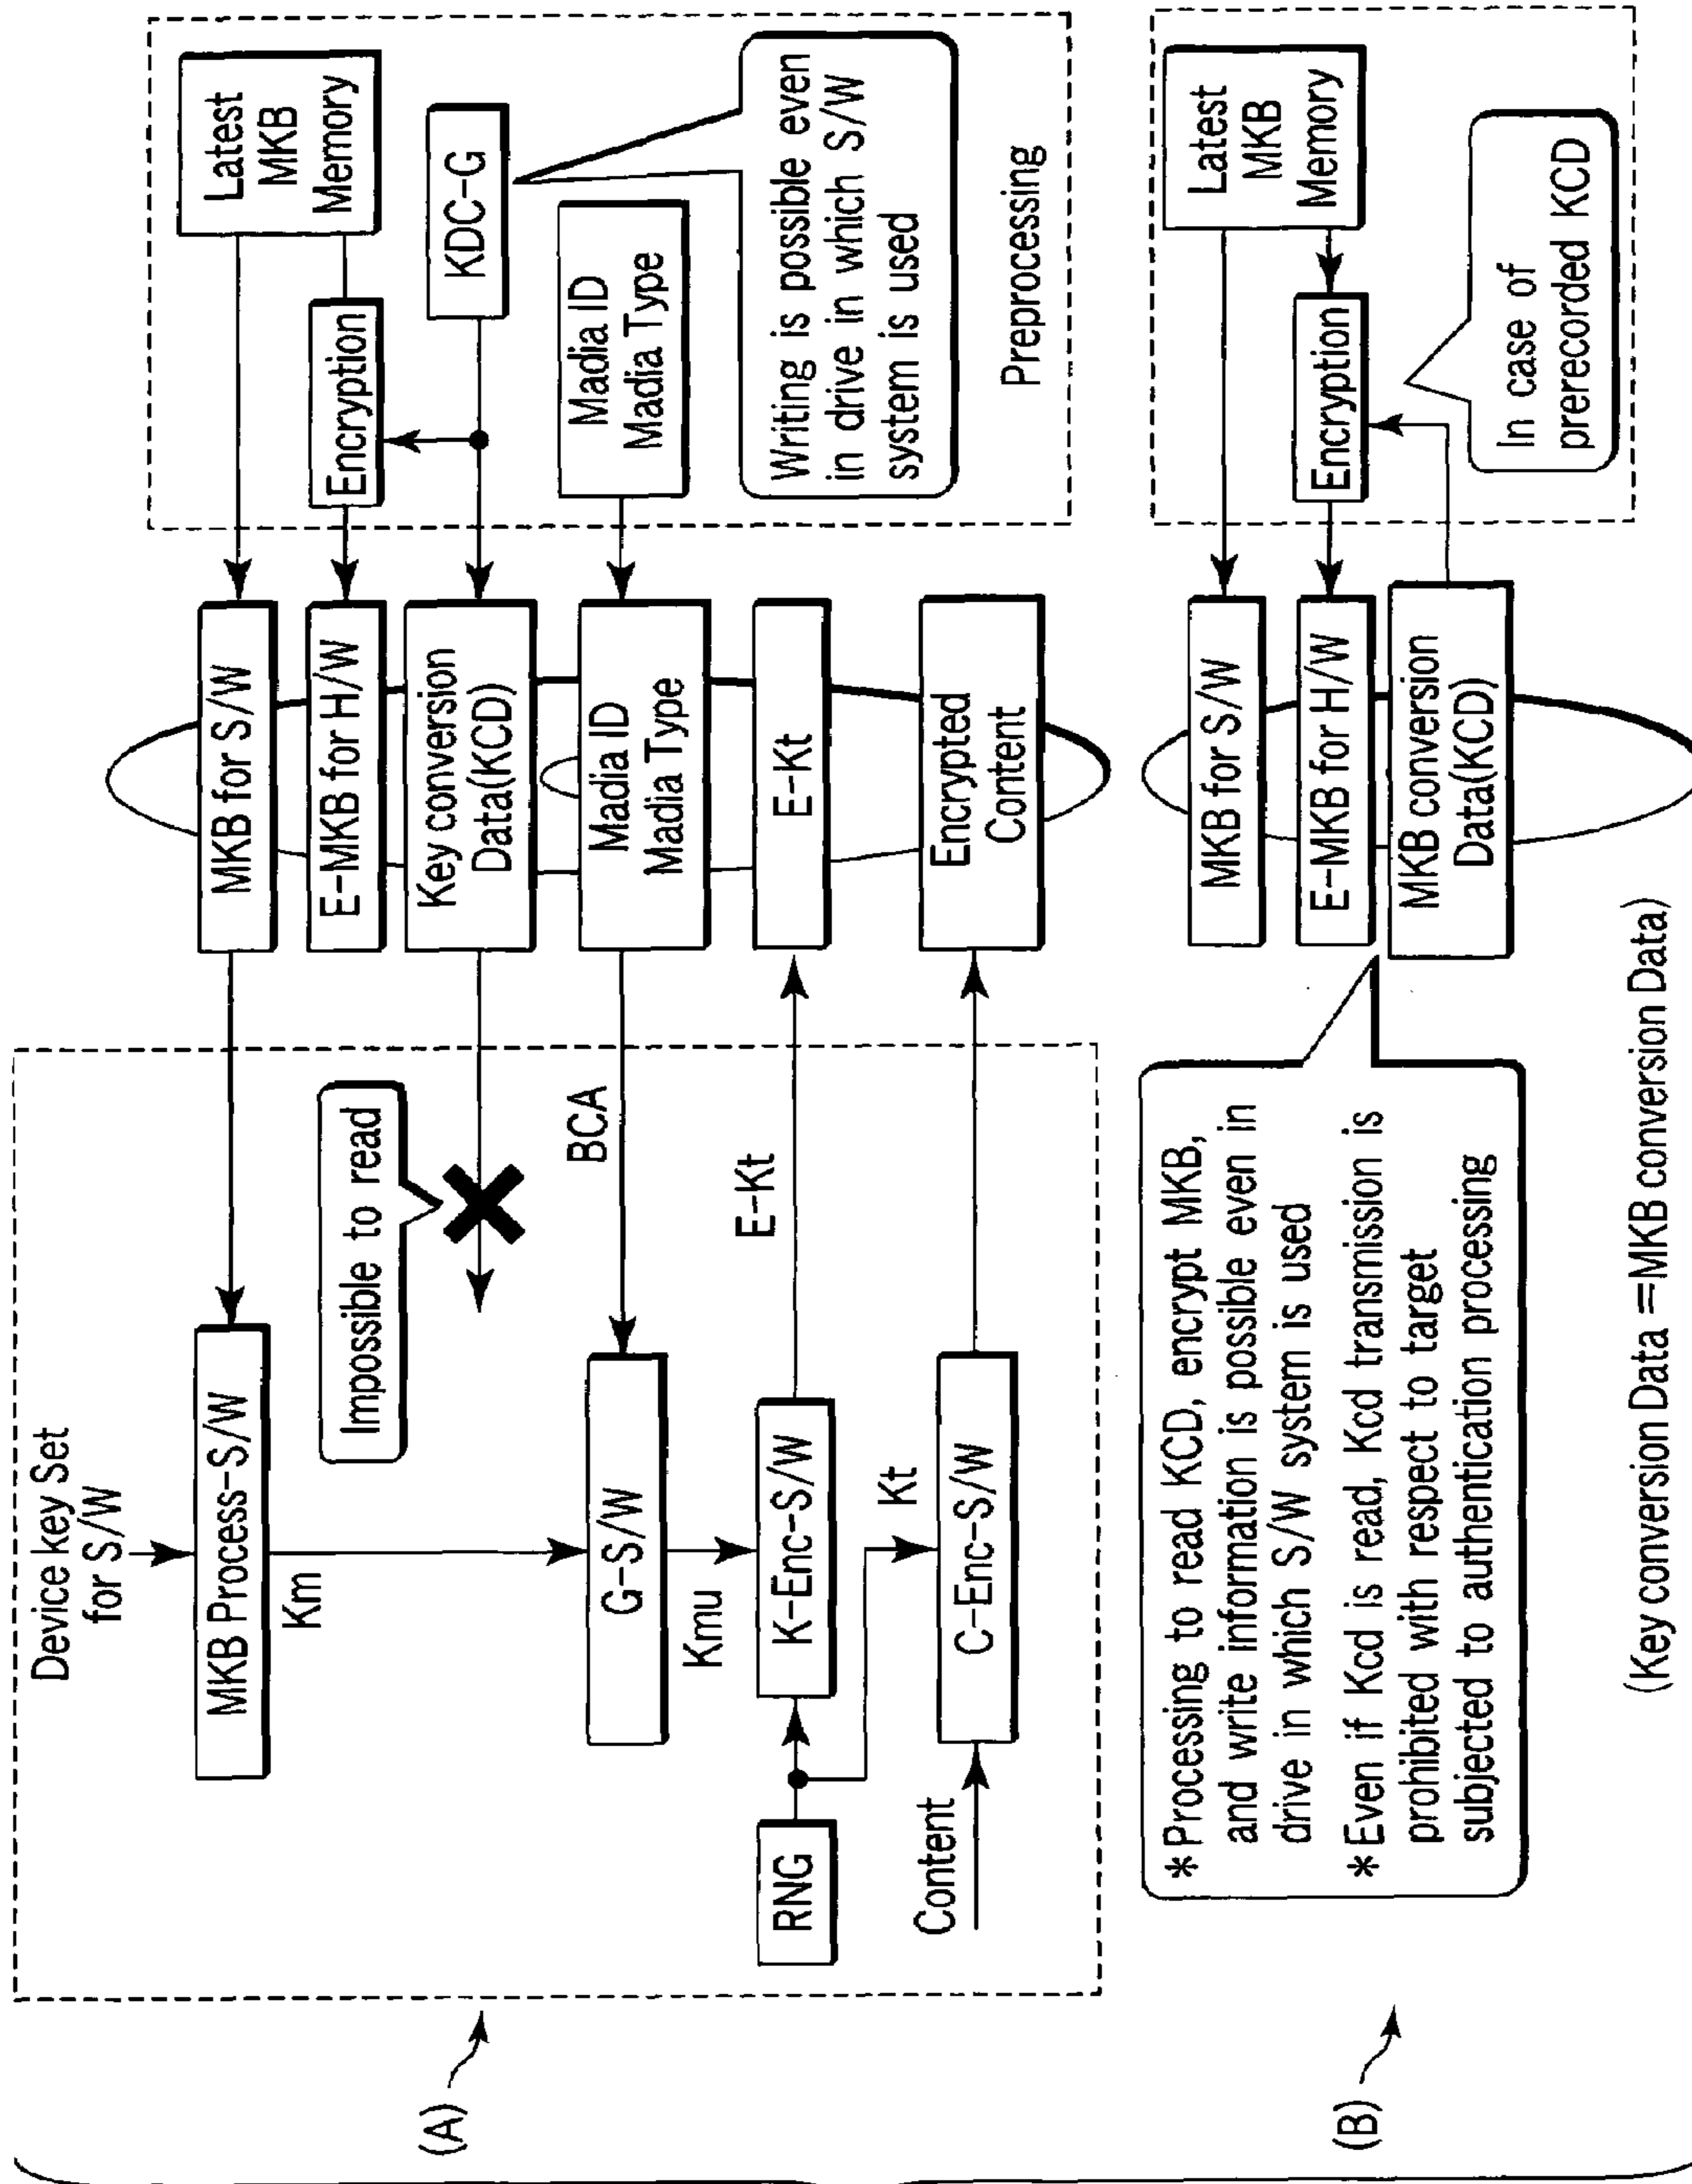 (A)
Device key Set
for S/W
MKB Process-S/W
Km
Impossible to read
G-S/W
BCA
Kmu
K-Enc-S/W
E-Kt
RNG
Kt
Content
C-Enc-S/W
MKB for S/W
E-MKB for H/W
Key conversion
Data(KCD)
Madia ID
Madia Type
E-Kt
Encrypted
Content
Latest
MKB
Memory
Encryption
KDC-G
Madia ID
Madia Type
Writing is possible even
in drive in which S/W
system is used
Preprocessing
(B)
*Processing to read KCD, encrypt MKB,
and write information is possible even in
drive in which S/W system is used
*Even if Kcd is read, Kcd transmission is
prohibited with respect to target
subjected to authentication processing
MKB for S/W
E-MKB for H/W
MKB conversion
Data(KCD)
Latest
MKB
Memory
Encryption
In case of
prerecorded KCD
(Key conversion Data =MKB conversion Data)